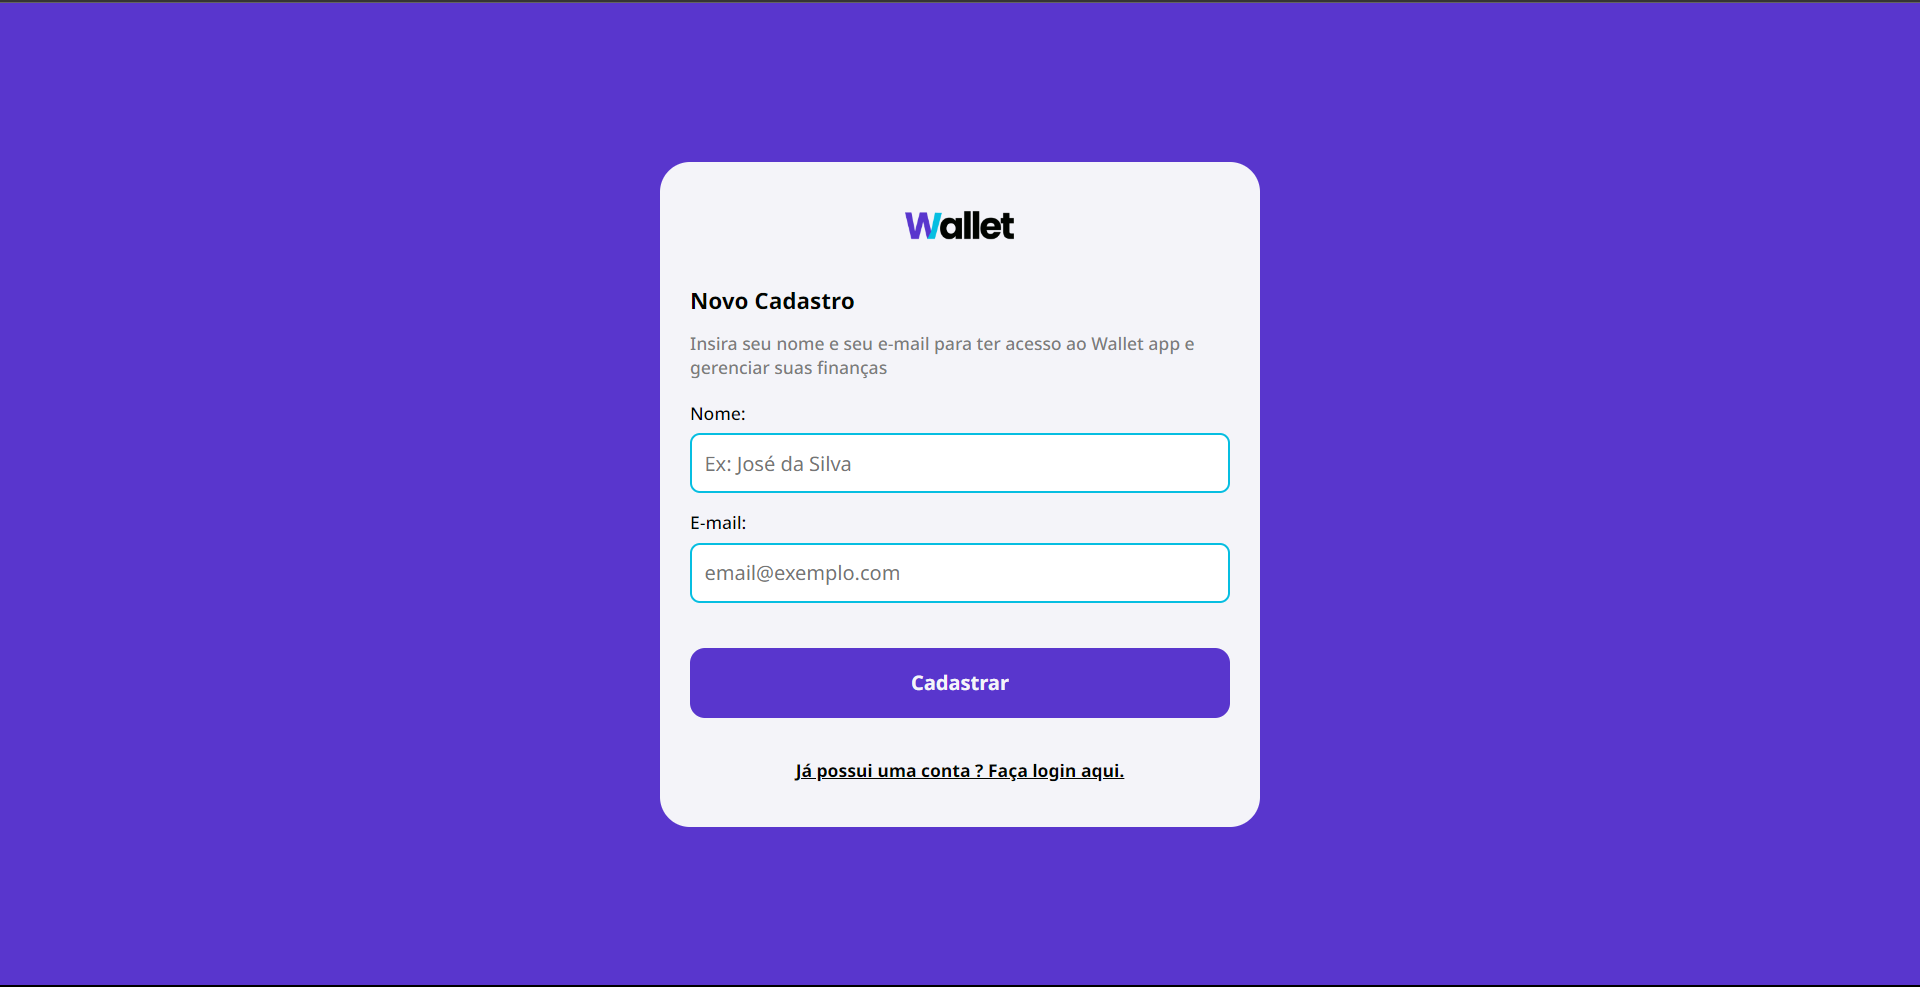 Wallet
Novo Cadastro
Insira seu nome e seu e-mail para ter acesso ao Wallet app e
gerenciar suas finanças
Nome:
Ex: José da Silva
E-mail:
email@exemplo.com
Cadastrar
Já possui uma conta ? Faça login aqui.